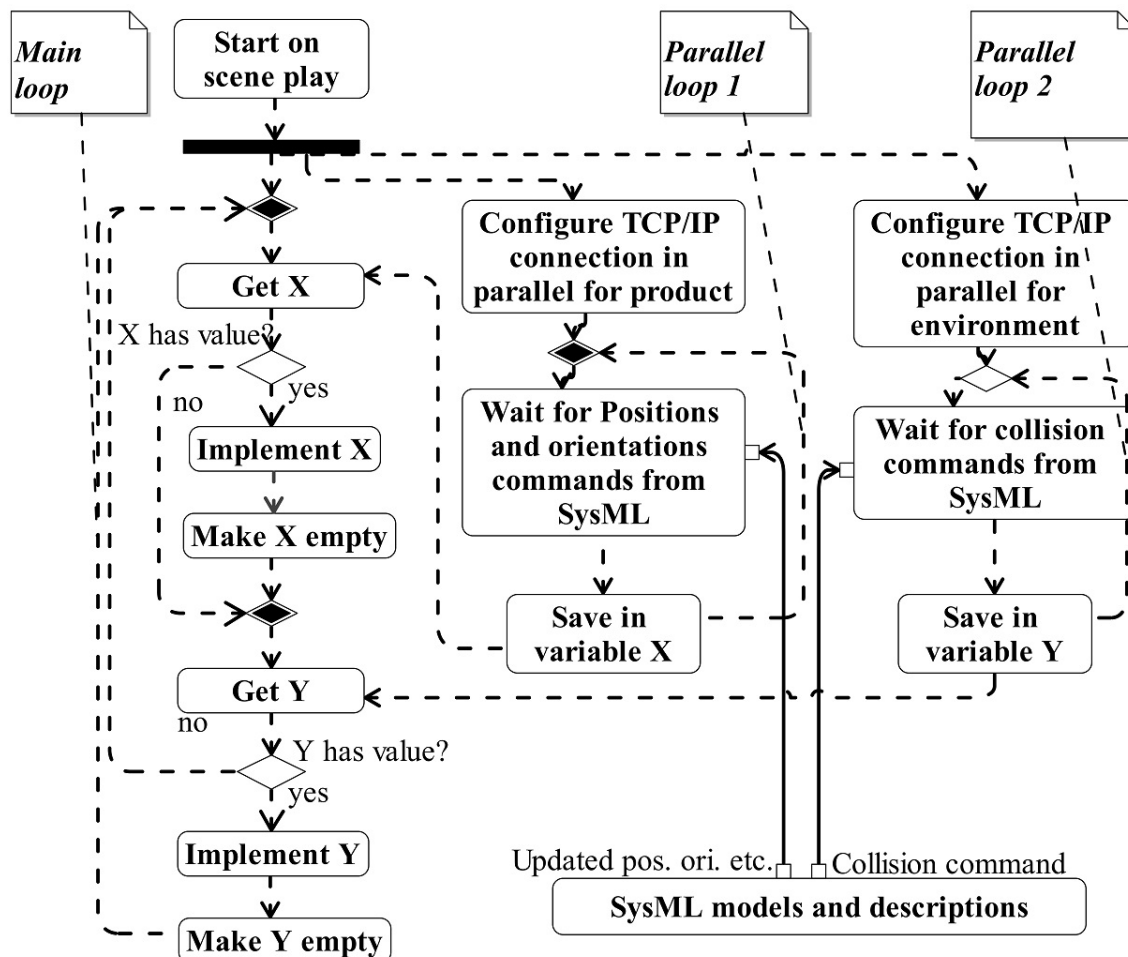 Main
loop
Start on
scene play
Parallel
loop 1
Parallel
loop 2
Configure TCP/IP
connection in
parallel for product
Configure TCP/IP
connection in
parallel for
environment
Get X
X has value?
no
yes
Implement X
Make X empty
Wait for Positions
and orientations
commands from
SysML
Wait for collision
commands from
SysML
Save in
variable X
Save in
variable Y
Get Y
no
Y has value?
yes
Implement Y
Make Y empty
Updated pos. ori. etc.
Collision command
SysML models and descriptions